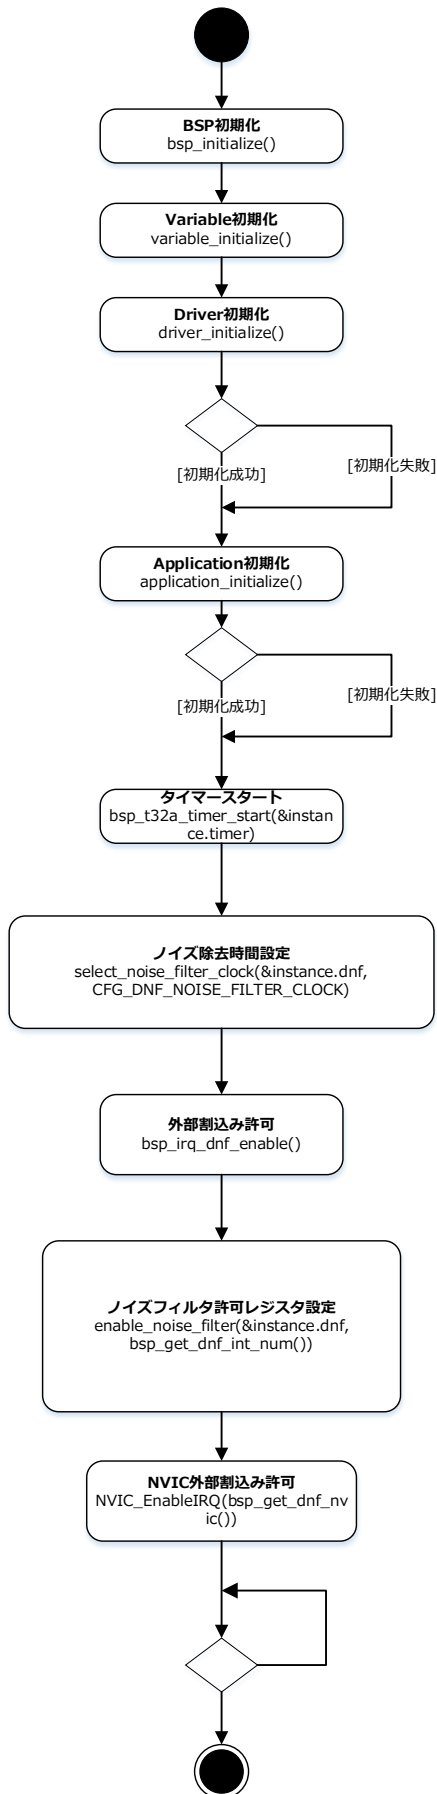 BSP初期化
bsp_initialize()
Variable初期化
variable_initialize()
Driver初期化
driver_initialize()
[初期化成功]
[初期化失敗]
Application初期化
application_initialize()
[初期化成功]
[初期化失敗]
タイマースタート
bsp_t32a_timer_start(&instan
ce.timer)
ノイズ除去時間設定
select_noise_filter_clock(&instance.dnf,
CFG_DNF_NOISE_FILTER_CLOCK)
外部割込み許可
bsp_irq_dnf_enable()
ノイズフィルタ許可レジスタ設定
enable_noise_filter(&instance.dnf,
bsp_get_dnf_int_num())
NVIC外部割込み許可
NVIC_EnableIRQ(bsp_get_dnf_nv
ic())